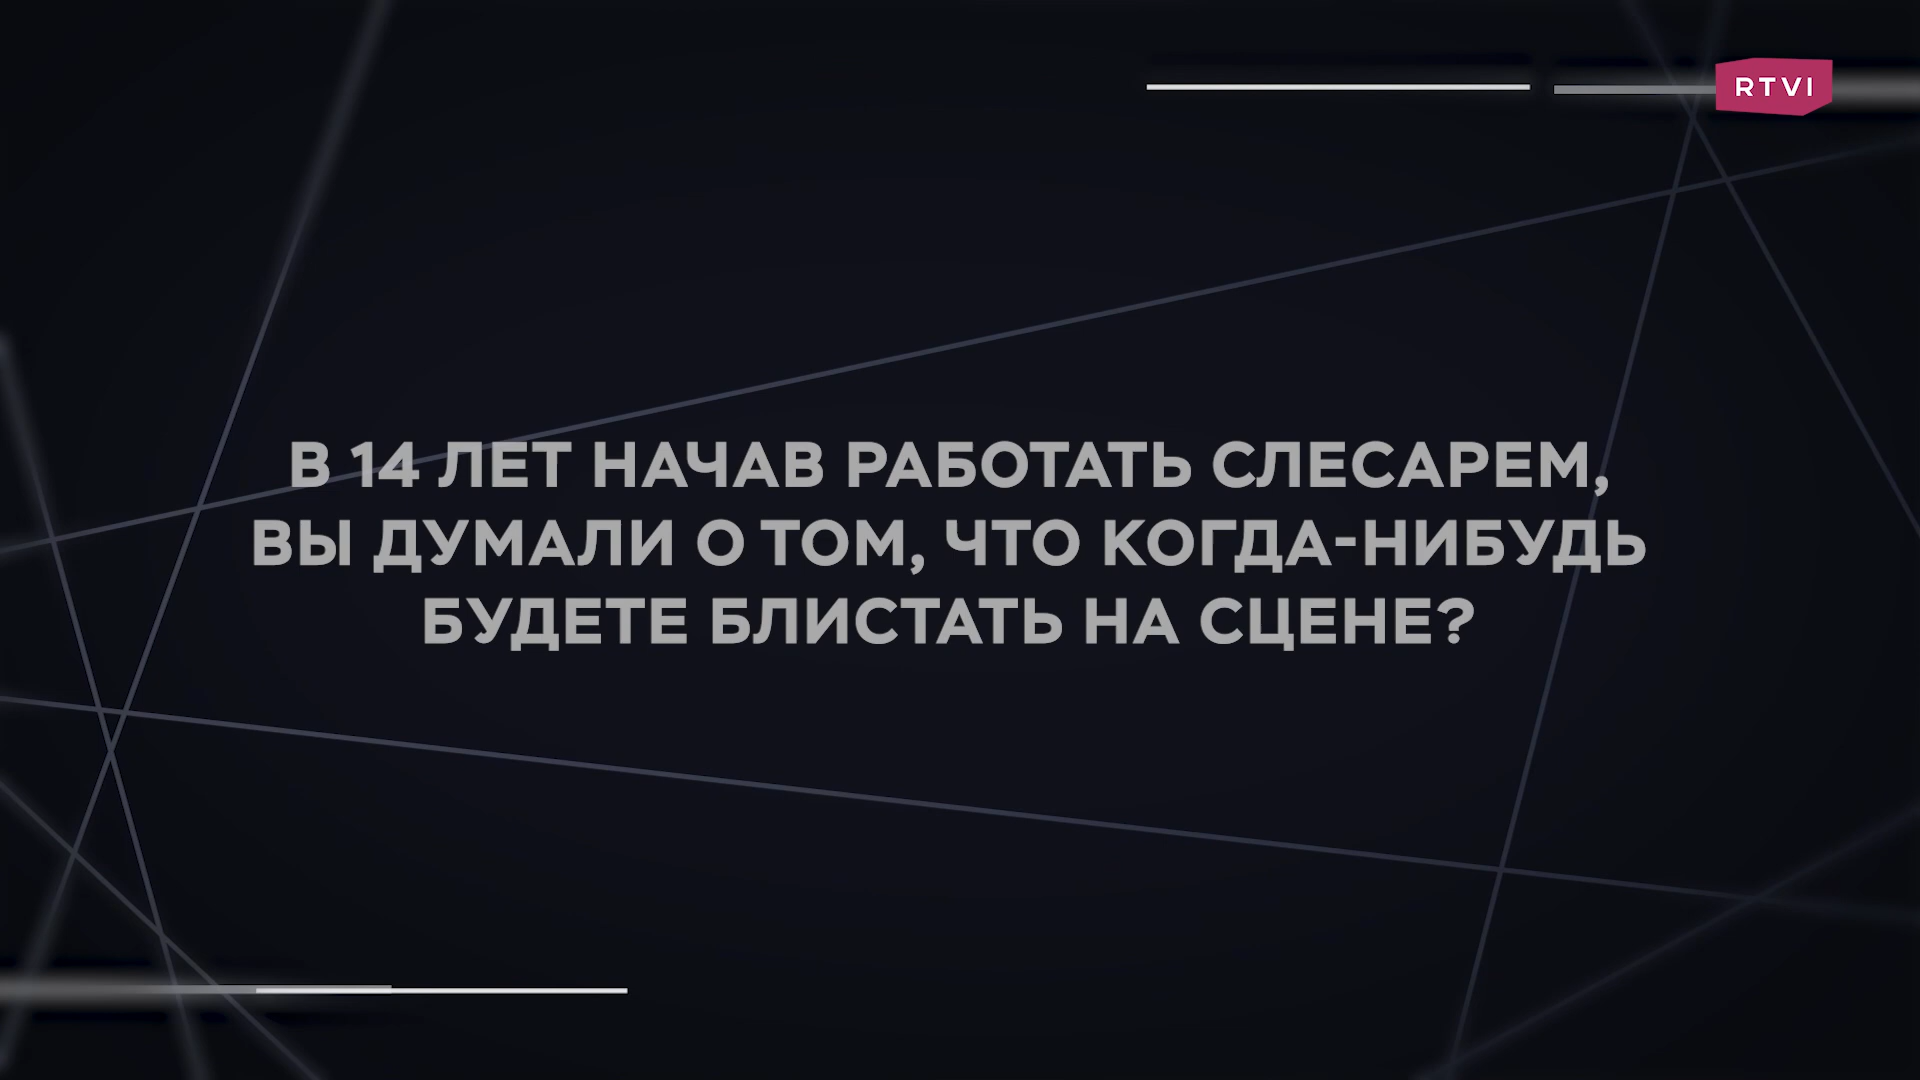 RTVI
В 14 ЛЕТ НАЧАВ РАБОТАТЬ СЛЕСАРЕМ,
ВЫ ДУМАЛИ О ТОМ, ЧТО КОГДА-НИБУДЬ
БУДЕТЕ БЛИСТАТЬ НА СЦЕНЕ?